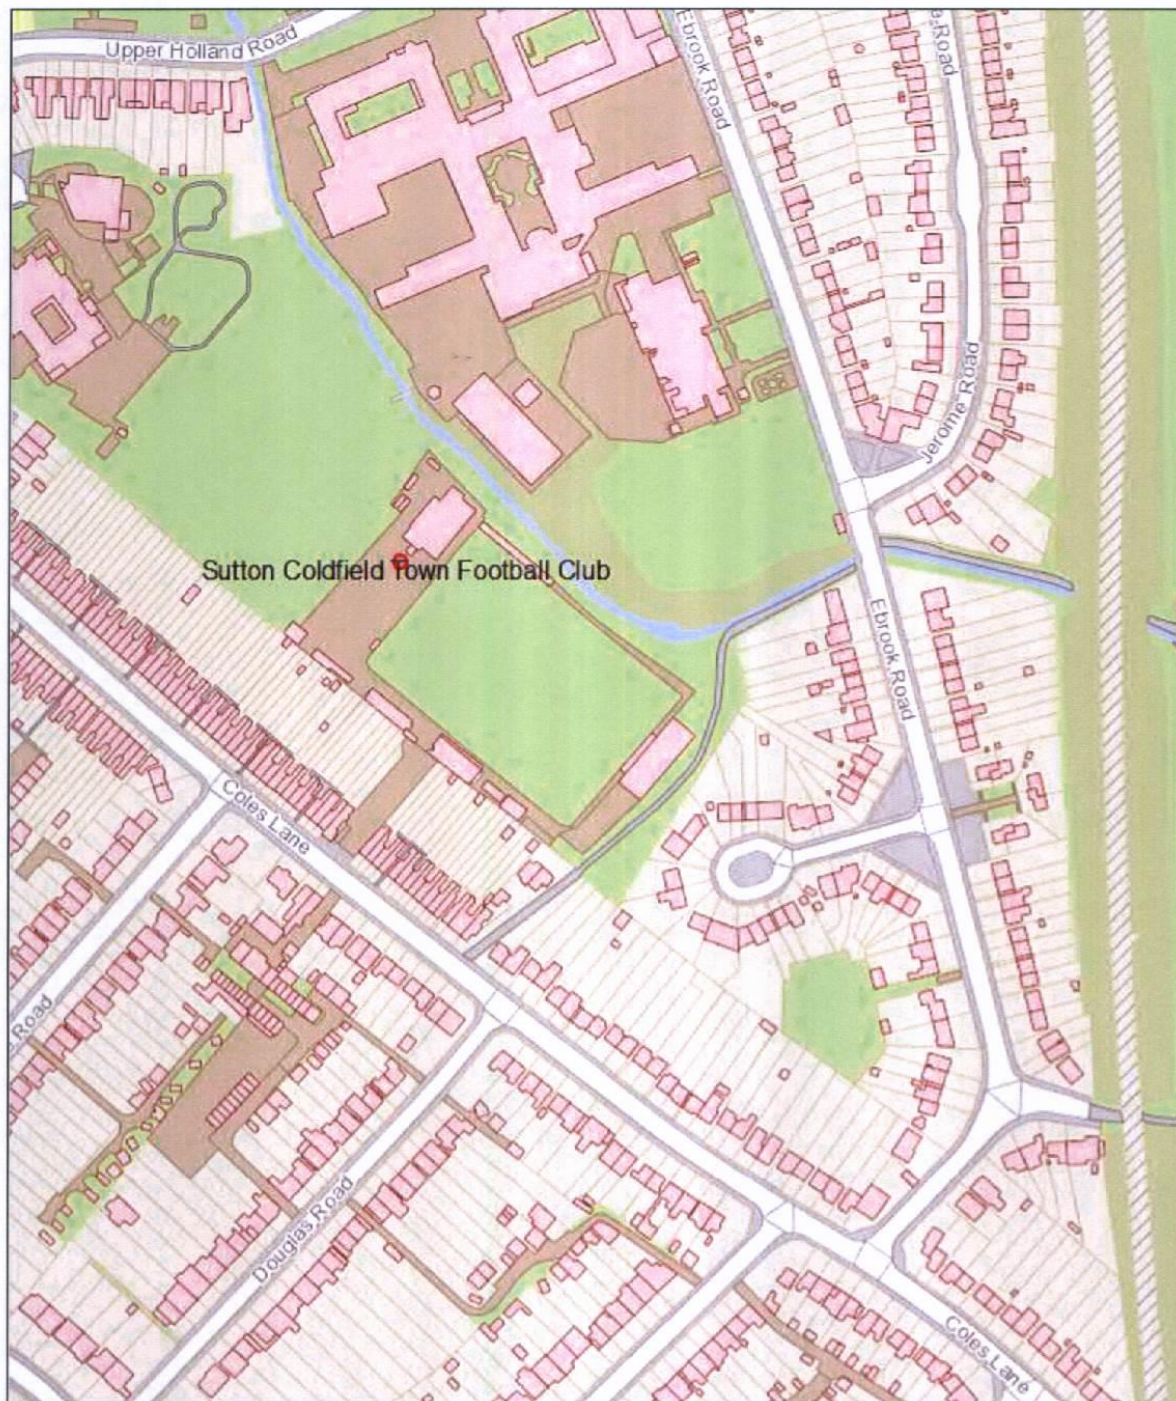 Upper Holland Road
Ebrook Road
Road
Jerome Road
Sutton Coldfield Town Football Club
Ebrook Road
Coles Lane
Road
Douglas Road
Coles Lane